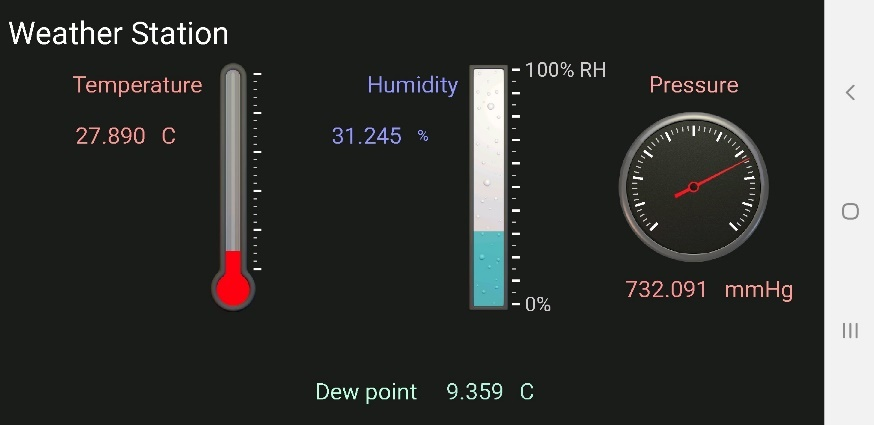 Weather Station
Temperature
27.890 C
Humidity
31.245 %
100% RH
0%
Pressure
732.091 mmHg
Dew point 9.359 C